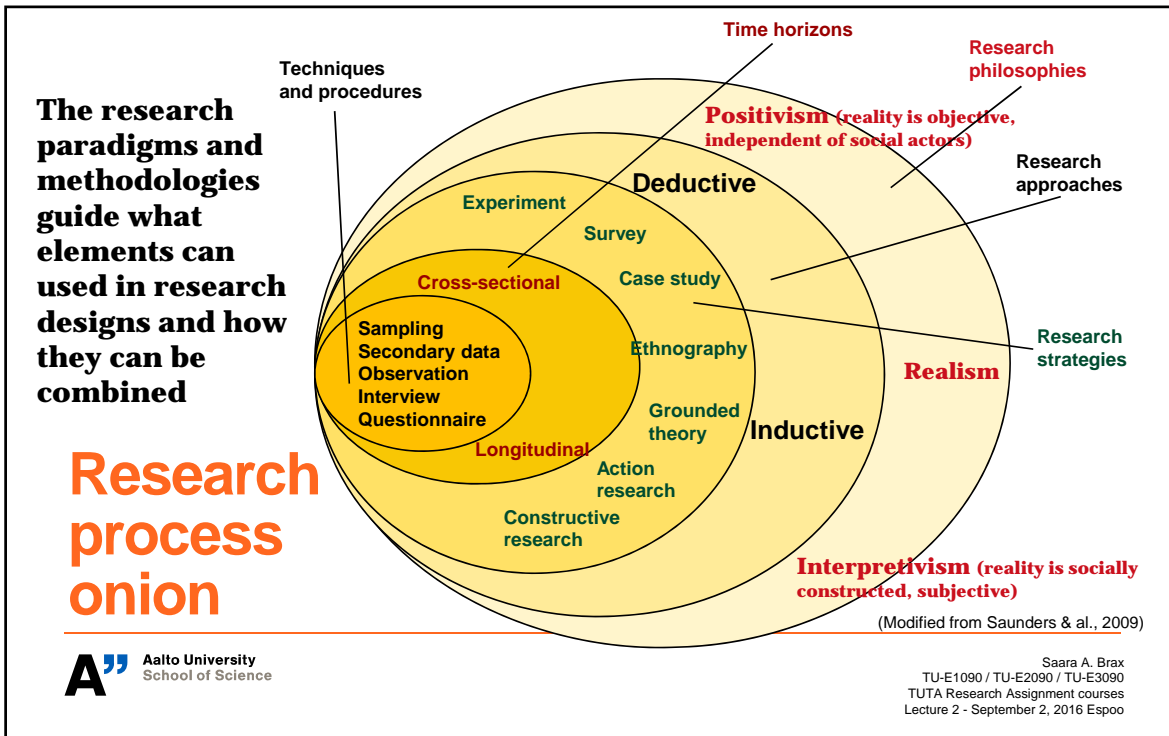 Time horizons
Research
philosophies
Techniques
and procedures
The research
paradigms and
methodologies
guide what
elements can
used in research
designs and how
they can be
combined
Positivism (reality is objective,
independent of social actors)
Research
approaches
Deductive
Experiment
Survey
Case study
Cross-sectional
Sampling
Secondary data
Observation
Interview
Questionnaire
Ethnography
Research
strategies
Realism
Grounded
theory
Inductive
Longitudinal
Action
research
Constructive
research
Research
process
onion
Interpretivism (reality is socially
constructed, subjective)
(Modified from Saunders & al., 2009)
A”
Aalto University
School of Science
Saara A. Brax
TU-E1090 / TU-E2090 / TU-E3090
TUTA Research Assignment courses
Lecture 2 - September 2, 2016 Espoo